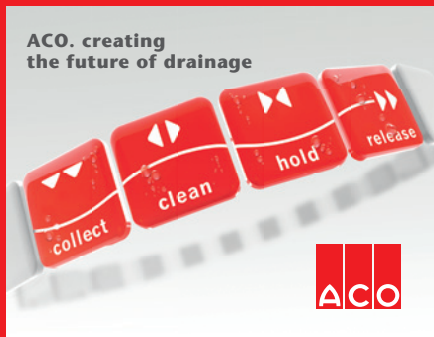 ACO. creating
the future of drainage
collect
clean
hold
release
ACO